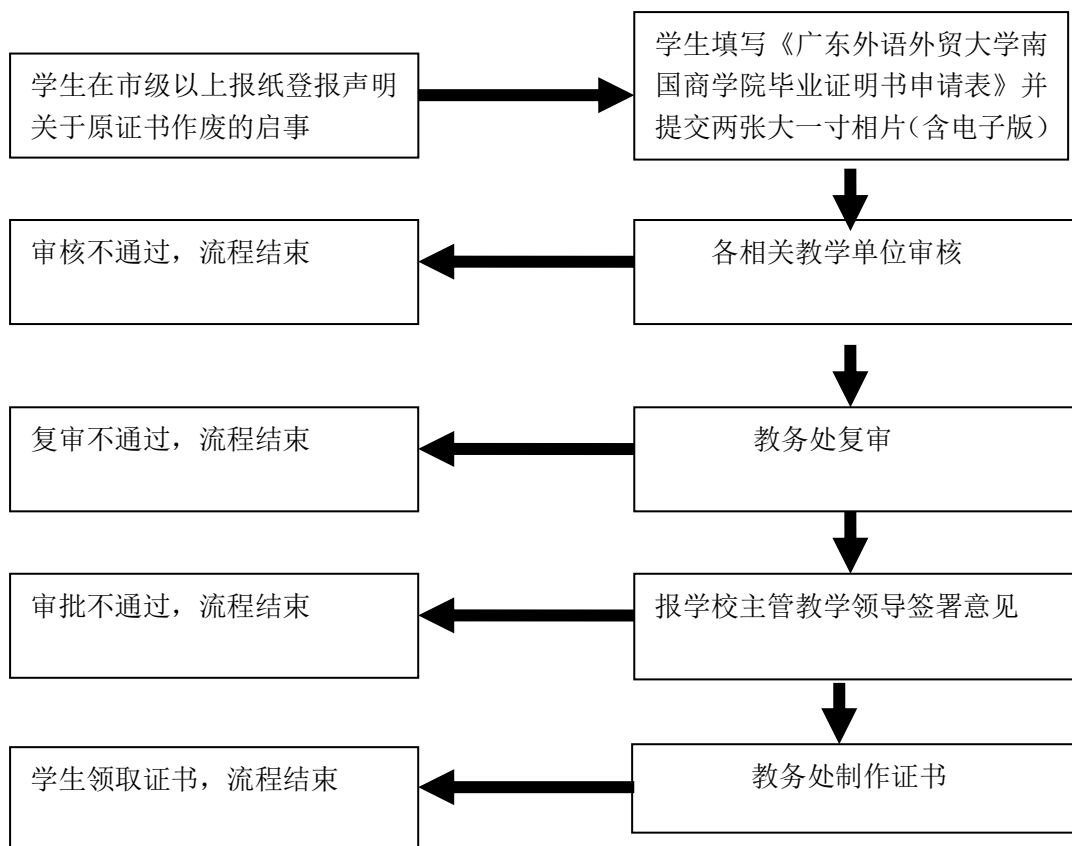 学生在市级以上报纸登报声明
关于原证书作废的启事
学生填写《广东外语外贸大学南
国商学院毕业证明书申请表》并
提交两张大一寸相片（含电子版）
审核不通过，流程结束
各相关教学单位审核
复审不通过，流程结束
教务处复审
审批不通过，流程结束
报学校主管教学领导签署意见
学生领取证书，流程结束
教务处制作证书